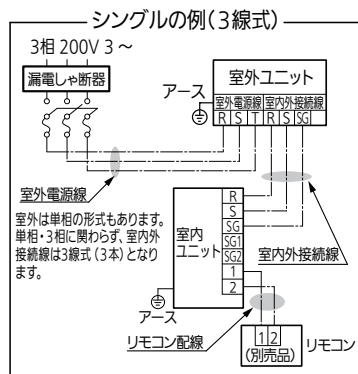 シングルの例(3線式)
3相 200V 3～
漏電しゃ断器
アース
室外ユニット
室外電源線 室内外接続線
R S T R S SG
室外電源線
室外は単相の形式もあります。
単相・3相に関わらず、室内外
接続線は3線式(3本)となり
ます。
室内
ユニット
R
S
SG
SG1
SG2
1
2
室内外接続線
アース
リモコン配線
1 2
(別売品)
リモコン